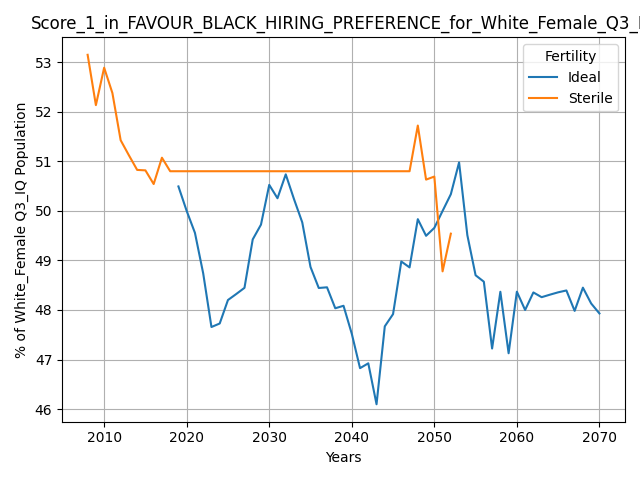 Score_1_in_FAVOUR_BLACK_HIRING_PREFERENCE_for_White_Female_Q3_
Fertility
Ideal
Sterile
% of White_Female Q3_IQ Population
53
52
51
50
49
48
47
46
2010 2020 2030 2040 2050 2060 2070
Years